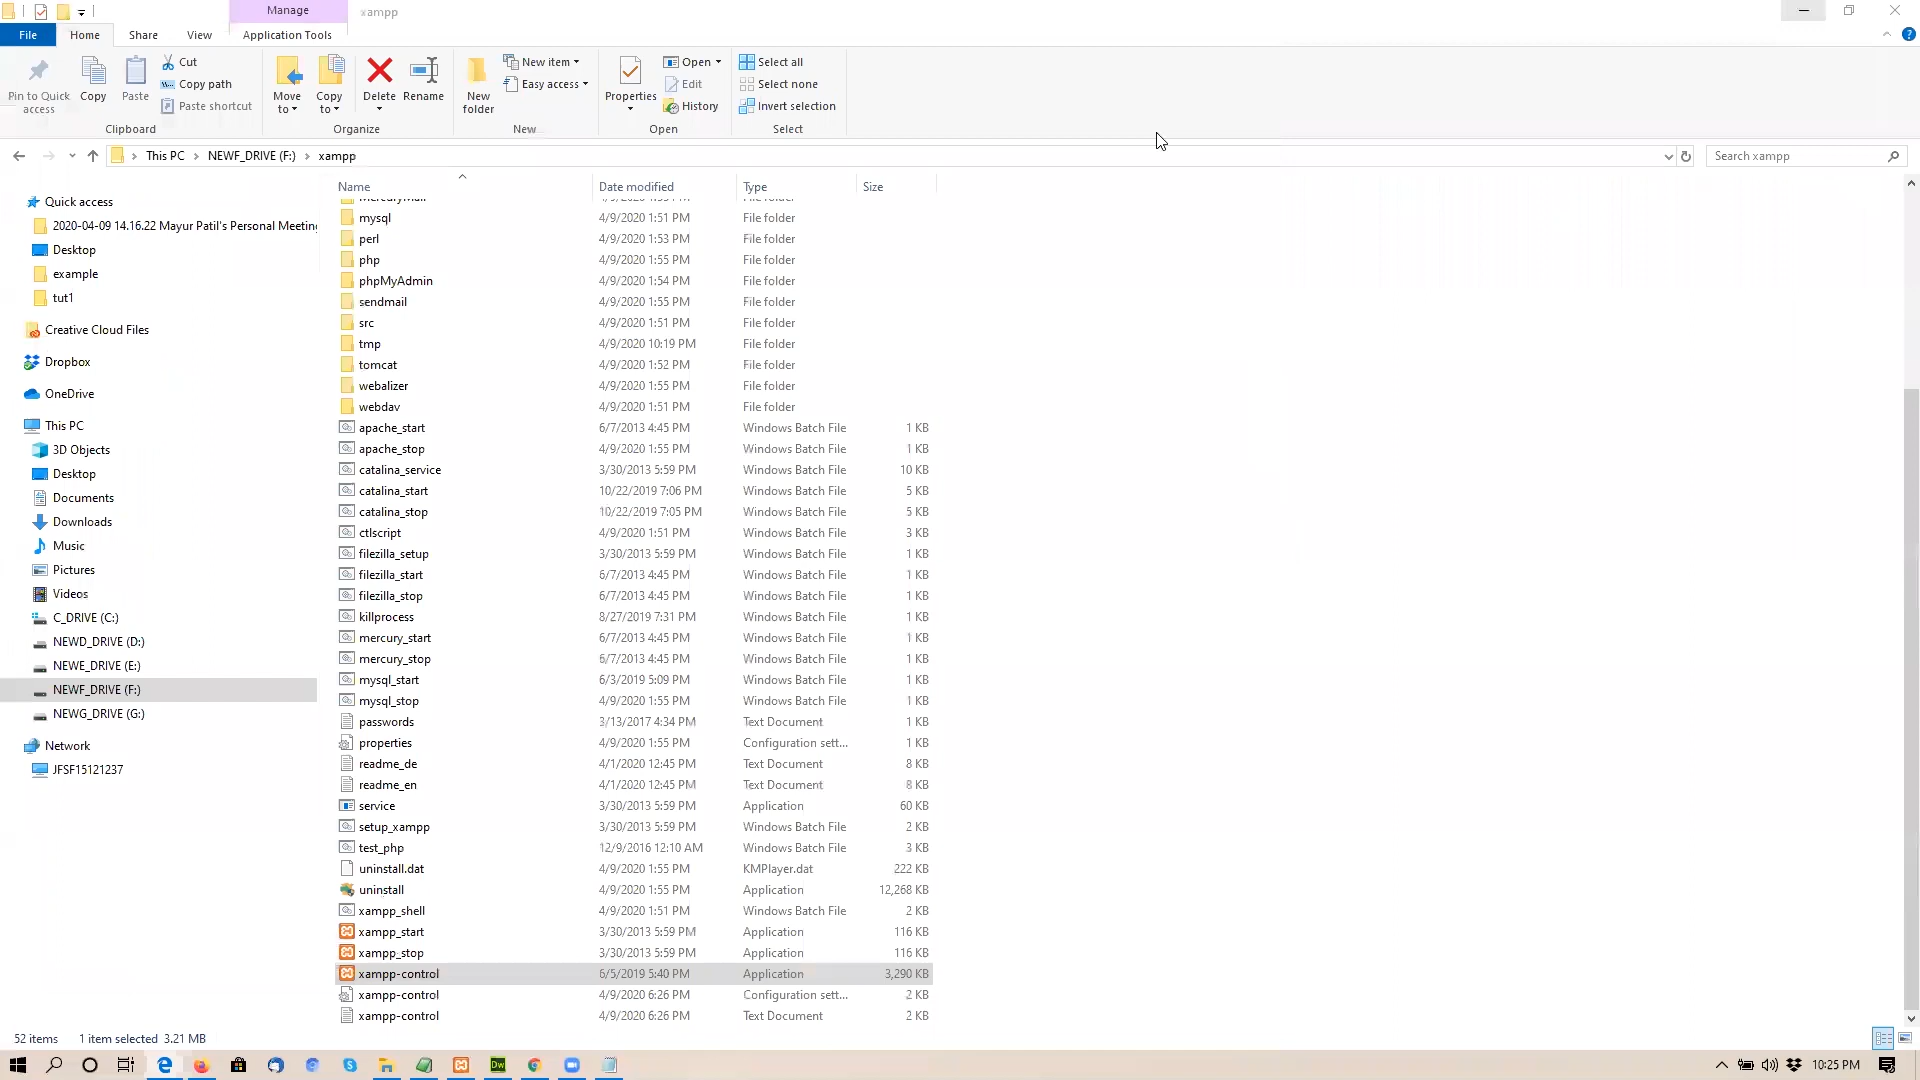 Manage
xampp
File
Home
Share
View
Application Tools
Pin to Quick access
Copy
Paste
Cut
Copy path
Paste shortcut
Clipboard
Move to
Copy to
Delete
Rename
Organize
New folder
New item
Easy access
New
Properties
Open
Edit
History
Open
Select all
Select none
Invert selection
Select
This PC > NEWF_DRIVE (F:) > xampp
Search xampp
Quick access
2020-04-09 14.16.22 Mayur Patil's Personal Meeting
Desktop
example
tut1
Creative Cloud Files
Dropbox
OneDrive
This PC
3D Objects
Desktop
Documents
Downloads
Music
Pictures
Videos
C_DRIVE (C:)
NEWD_DRIVE (D:)
NEWE_DRIVE (E:)
NEWF_DRIVE (F:)
NEWG_DRIVE (G:)
Network
JFSF15121237
Name Date modified Type Size
mysql 4/9/2020 1:51 PM File folder
perl 4/9/2020 1:53 PM File folder
php 4/9/2020 1:55 PM File folder
phpMyAdmin 4/9/2020 1:54 PM File folder
sendmail 4/9/2020 1:55 PM File folder
src 4/9/2020 1:51 PM File folder
tmp 4/9/2020 10:19 PM File folder
tomcat 4/9/2020 1:52 PM File folder
webalizer 4/9/2020 1:55 PM File folder
webdav 4/9/2020 1:51 PM File folder
apache_start 6/7/2013 4:45 PM Windows Batch File 1 KB
apache_stop 4/9/2020 1:55 PM Windows Batch File 1 KB
catalina_service 3/30/2013 5:59 PM Windows Batch File 10 KB
catalina_start 10/22/2019 7:06 PM Windows Batch File 5 KB
catalina_stop 10/22/2019 7:05 PM Windows Batch File 5 KB
ctlscript 4/9/2020 1:51 PM Windows Batch File 3 KB
filezilla_setup 3/30/2013 5:59 PM Windows Batch File 1 KB
filezilla_start 6/7/2013 4:45 PM Windows Batch File 1 KB
filezilla_stop 6/7/2013 4:45 PM Windows Batch File 1 KB
killprocess 8/27/2019 7:31 PM Windows Batch File 1 KB
mercury_start 6/7/2013 4:45 PM Windows Batch File 1 KB
mercury_stop 6/7/2013 4:45 PM Windows Batch File 1 KB
mysql_start 6/3/2019 5:09 PM Windows Batch File 1 KB
mysql_stop 4/9/2020 1:55 PM Windows Batch File 1 KB
passwords 3/13/2017 4:34 PM Text Document 1 KB
properties 4/9/2020 1:55 PM Configuration sett... 1 KB
readme_de 4/1/2020 12:45 PM Text Document 8 KB
readme_en 4/1/2020 12:45 PM Text Document 8 KB
service 3/30/2013 5:59 PM Application 60 KB
setup_xampp 3/30/2013 5:59 PM Windows Batch File 2 KB
test_php 12/9/2016 12:10 AM Windows Batch File 3 KB
uninstall.dat 4/9/2020 1:55 PM KMPlayer.dat 222 KB
uninstall 4/9/2020 1:55 PM Application 12,268 KB
xampp_shell 4/9/2020 1:51 PM Windows Batch File 2 KB
xampp_start 3/30/2013 5:59 PM Application 116 KB
xampp_stop 3/30/2013 5:59 PM Application 116 KB
xampp-control 6/5/2019 5:40 PM Application 3,290 KB
xampp-control 4/9/2020 6:26 PM Configuration sett... 2 KB
xampp-control 4/9/2020 6:26 PM Text Document 2 KB
52 items 1 item selected 3.21 MB
Dw
10:25 PM